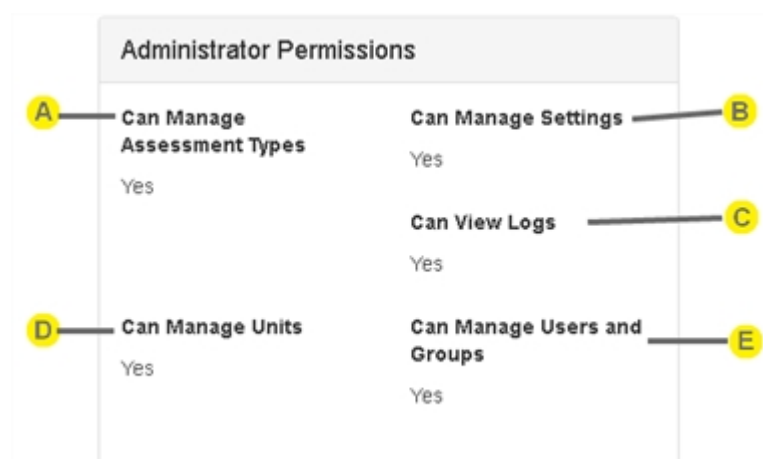 Administrator Permissions
A
Can Manage
Assessment Types
Yes
Can Manage Settings
B
Yes
Can View Logs
C
Yes
D
Can Manage Units
Yes
Can Manage Users and
Groups
E
Yes